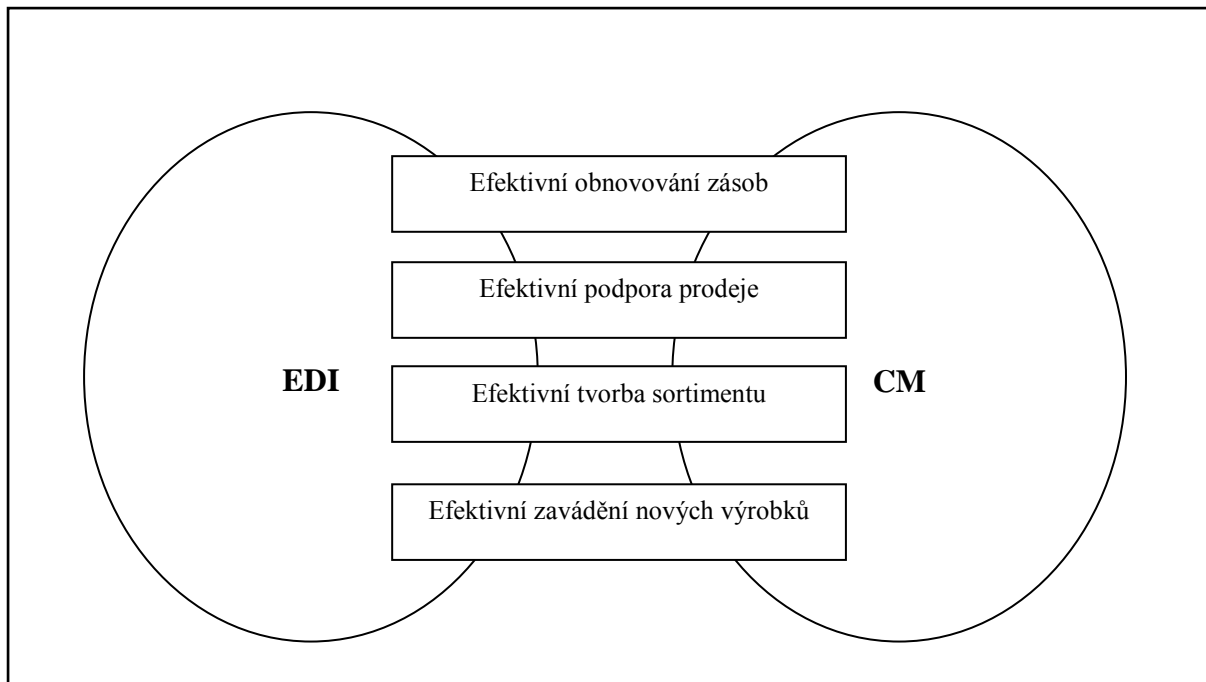 Efektivní obnovování zásob
Efektivní podpora prodeje
EDI
Efektivní tvorba sortimentu
CM
Efektivní zavádění nových výrobků